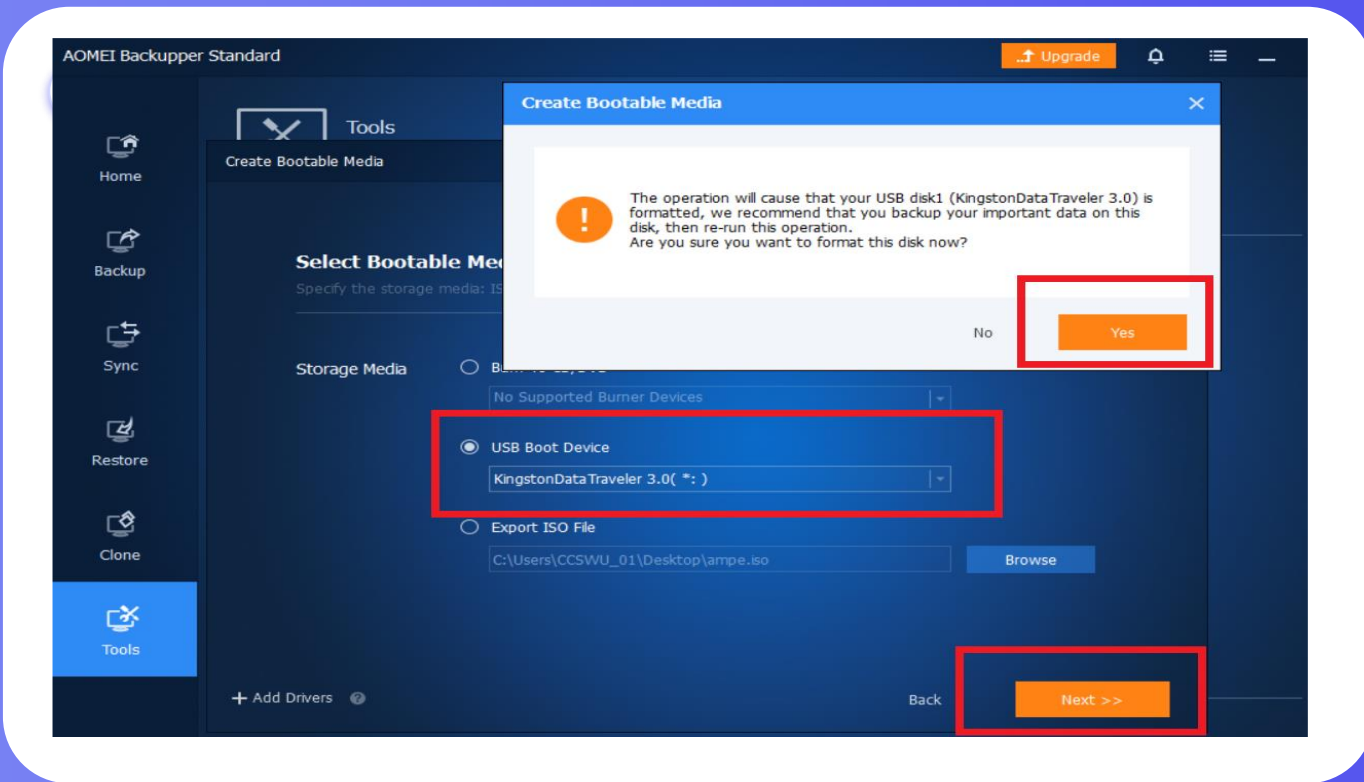 AOMEI Backupper Standard
Upgrade
Tools
Create Bootable Media
Create Bootable Media
The operation will cause that your USB disk1 (KingstonDataTraveler 3.0) is
formatted, we recommend that you backup your important data on this
disk, then re-run this operation.
Are you sure you want to format this disk now?
No
Yes
Home
Backup
Sync
Restore
Clone
Tools
Select Bootable
Specify the storage media:
Storage Media
No Supported Burner Devices
USB Boot Device
KingstonDataTraveler 3.0( *: )
Export ISO File
C:\Users\CCSWU_01\Desktop\ampe.iso
Browse
+ Add Drivers
Back
Next >>